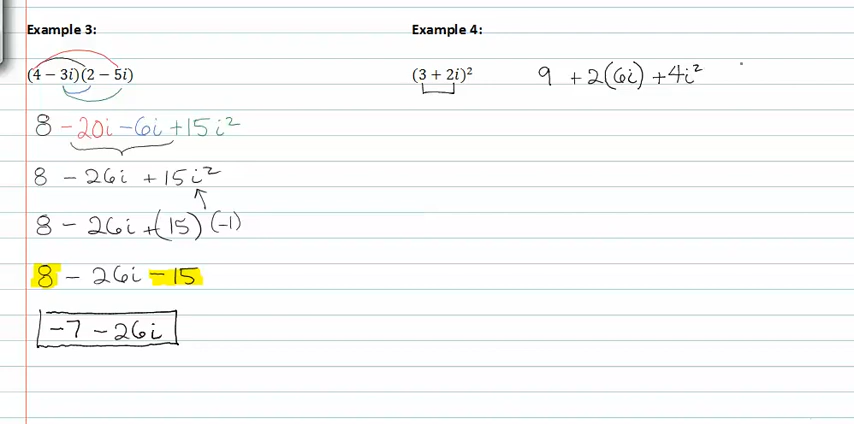 Example 3:
(4 − 3i)(2 − 5i)
8 − 20i − 6i + 15i²
8 − 26i + 15i²
8 − 26i + (15) (−1)
8 − 26i − 15
−7 − 26i
Example 4:
(3 + 2i)²
9 + 2(6i) + 4i²